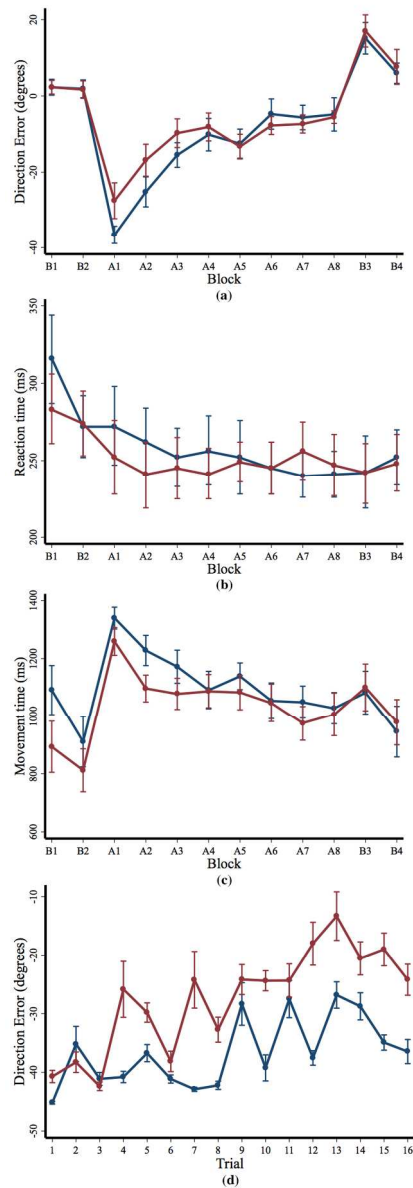 20
0
-20
-40
Direction Error (degrees)
B1 B2 A1 A2 A3 A4 A5 A6 A7 A8 B3 B4
Block
(a)
350
300
250
200
Reaction time (ms)
B1 B2 A1 A2 A3 A4 A5 A6 A7 A8 B3 B4
Block
(b)
1400
1200
1000
800
600
Movement time (ms)
B1 B2 A1 A2 A3 A4 A5 A6 A7 A8 B3 B4
Block
(c)
-10
-20
-30
-40
-50
Direction Error (degrees)
1 2 3 4 5 6 7 8 9 10 11 12 13 14 15 16
Trial
(d)